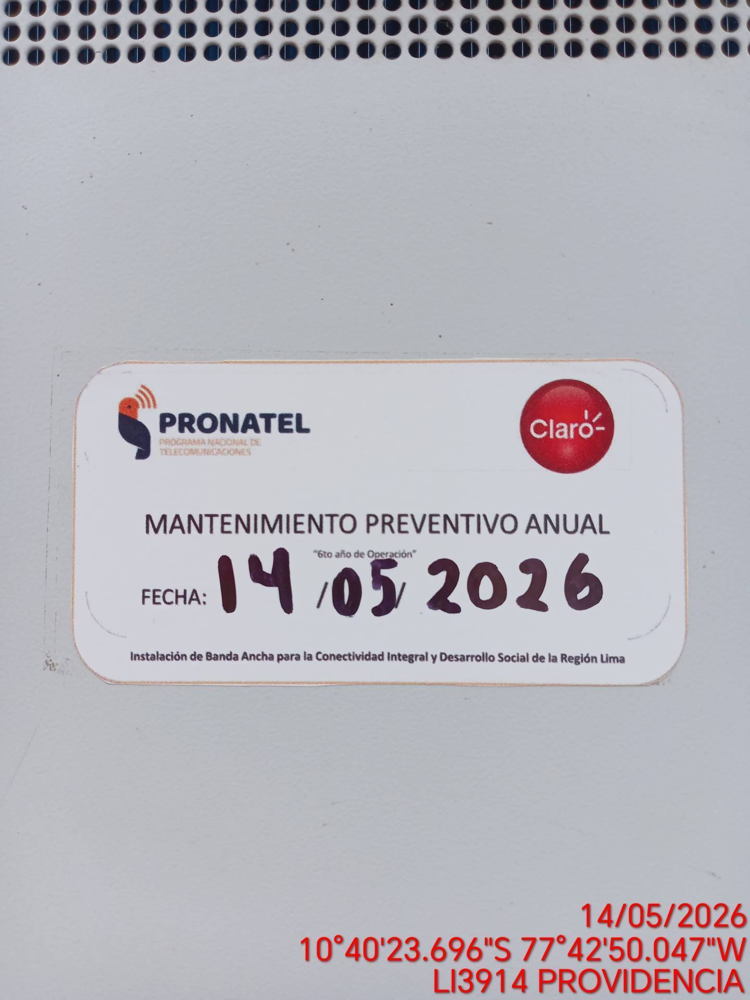 PRONATEL
PROGRAMA NACIONAL DE
TELECOMUNICACIONES
Claro
MANTENIMIENTO PREVENTIVO ANUAL
"6to año de Operación"
FECHA: 14/05/2026
Instalación de Banda Ancha para la Conectividad Integral y Desarrollo Social de la Región Lima
14/05/2026
10°40'23.696"S 77°42'50.047"W
LI3914 PROVIDENCIA